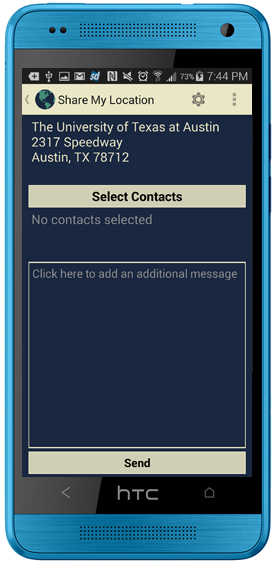 73% 7:44 PM
Share My Location
The University of Texas at Austin
2317 Speedway
Austin, TX 78712
Select Contacts
No contacts selected
Click here to add an additional message
Send
hTC